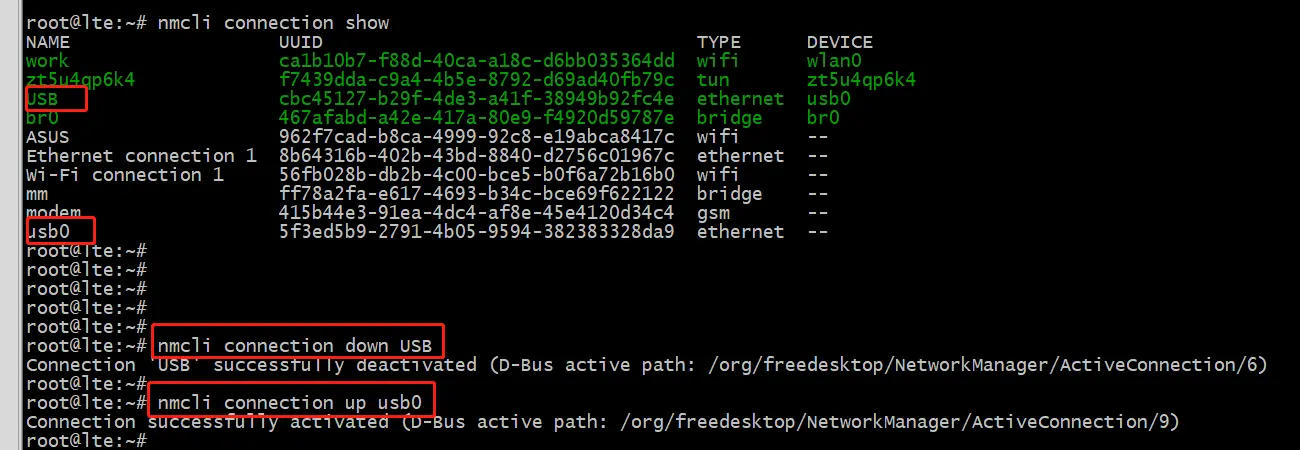 root@lte:~# nmcli connection show
NAME UUID TYPE DEVICE
work ca1b10b7-f88d-40ca-a18c-d6bb035364dd wifi wlan0
zt5u4qp6k4 f7439dda-c9a4-4b5e-8792-d69ad40fb79c tun zt5u4qp6k4
USB cbc45127-b29f-4de3-a41f-38949b92fc4e ethernet usb0
br0 467afabd-a42e-417a-80e9-f4920d59787e bridge br0
ASUS 962f7cad-b8ca-4999-92c8-e19abca8417c wifi --
Ethernet connection 1 8b64316b-402b-43bd-8840-d2756c01967c ethernet --
Wi-Fi connection 1 56fb028b-db2b-4c00-bce5-b0f6a72b16b0 wifi --
mm ff78a2fa-e617-4693-b34c-bce69f622122 bridge --
modem 415b44e3-91ea-4dc4-af8e-45e4120d34c4 gsm --
usb0 5f3ed5b9-2791-4b05-9594-382383328da9 ethernet --
root@lte:~#
root@lte:~#
root@lte:~#
root@lte:~#
root@lte:~#
root@lte:~# nmcli connection down USB
Connection 'USB' successfully deactivated (D-Bus active path: /org/freedesktop/NetworkManager/ActiveConnection/6)
root@lte:~#
root@lte:~# nmcli connection up usb0
Connection successfully activated (D-Bus active path: /org/freedesktop/NetworkManager/ActiveConnection/9)
root@lte:~#